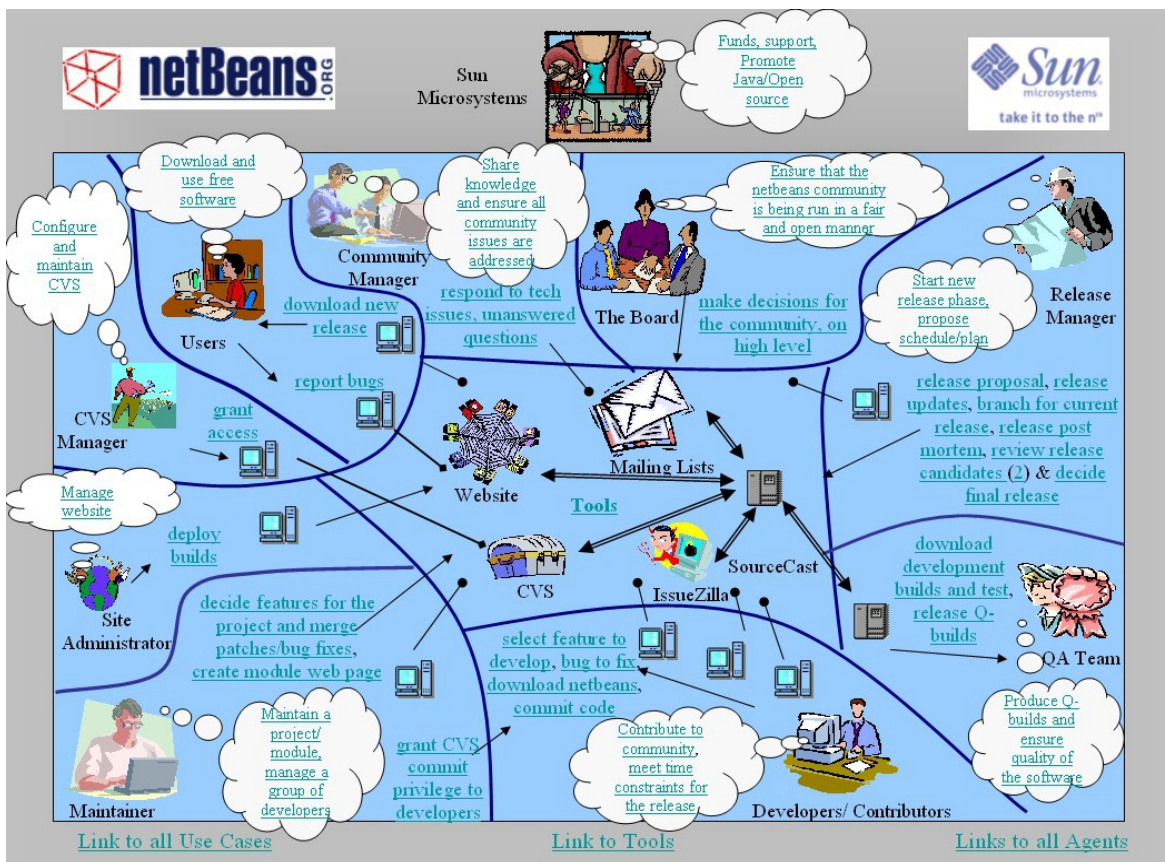 netBeans
.ORG
Sun
Microsystems
Funds, support,
Promote
Java/Open
source
Sun
microsystems
take it to the nth
Download and
use free
software
Share
knowledge
and ensure all
community
issues are
addressed
Ensure that the
netbeans community
is being run in a fair
and open manner
Configure
and
maintain
CVS
Community
Manager
Start new
release phase,
propose
schedule/plan
Release
Manager
Users
download new
release
respond to tech
issues, unanswered
questions
The Board
make decisions for
the community, on
high level
report bugs
CVS
Manager
grant
access
release proposal, release
updates, branch for current
release, release post
mortem, review release
candidates (2) & decide
final release
Website
Mailing Lists
Tools
Manage
website
deploy
builds
Site
Administrator
CVS
IssueZilla
SourceCast
download
development
builds and test,
release Q-
builds
QA Team
decide features for the
project and merge
patches/bug fixes,
create module web page
select feature to
develop, bug to fix,
download netbeans,
commit code
Maintain a
project/
module,
manage a
group of
developers
Maintainer
grant CVS
commit
privilege to
developers
Contribute to
community,
meet time
constraints for
the release
Developers/ Contributors
Produce Q-
builds and
ensure
quality of
the software
Link to all Use Cases
Link to Tools
Links to all Agents